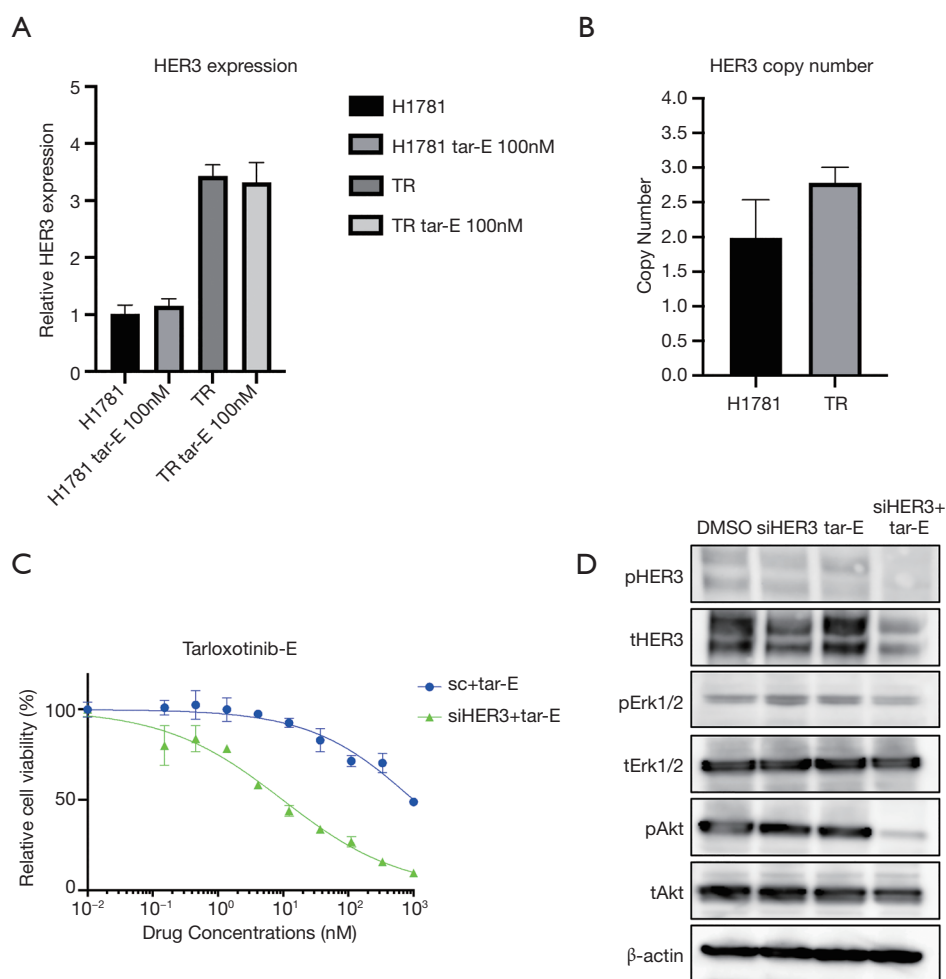 A
HER3 expression
Relative HER3 expression
5
4
3
2
1
0
H1781
H1781 tar-E 100nM
TR
TR tar-E 100nM
H1781
H1781 tar-E 100nM
TR
TR tar-E 100nM
B
HER3 copy number
Copy Number
4.0
3.5
3.0
2.5
2.0
1.5
1.0
0.5
0.0
H1781
TR
C
Tarloxotinib-E
Relative cell viability (%)
100
50
0
10⁻²
10⁻¹
10⁰
10¹
10²
10³
Drug Concentrations (nM)
sc+tar-E
siHER3+tar-E
D
DMSO siHER3 tar-E siHER3+
tar-E
pHER3
tHER3
pErk1/2
tErk1/2
pAkt
tAkt
β-actin